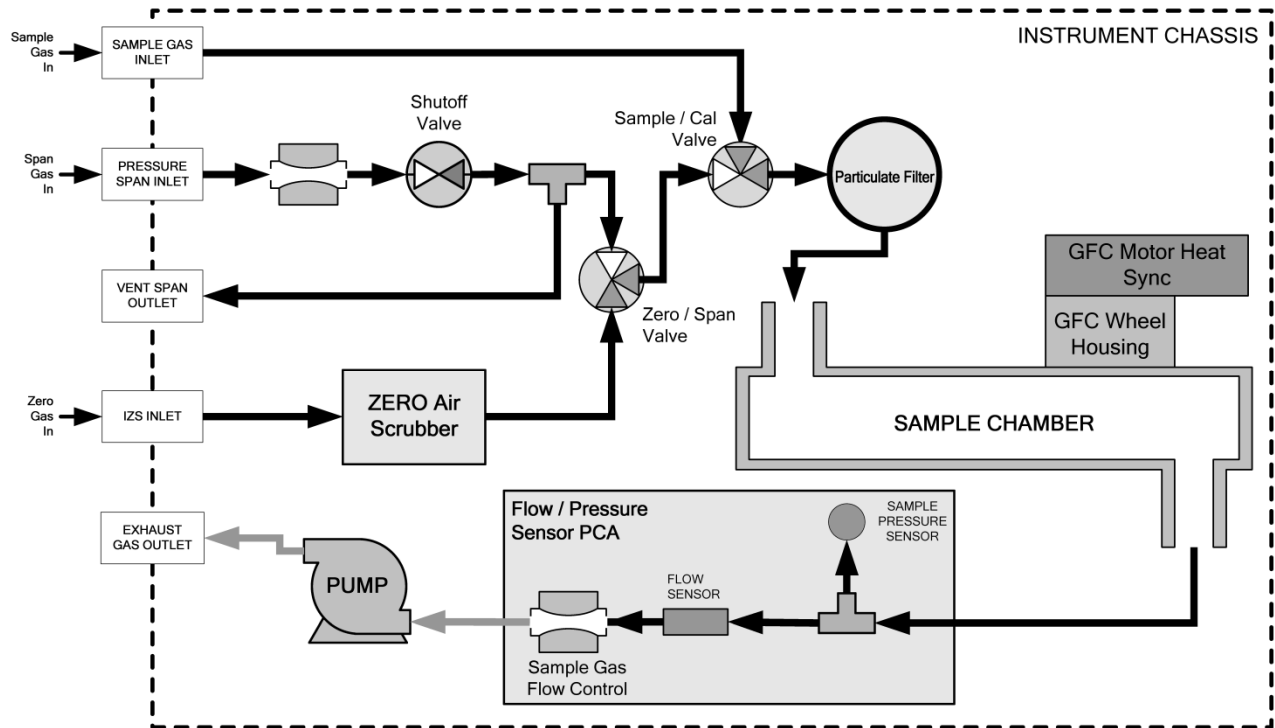 INSTRUMENT CHASSIS
Sample
Gas
In
SAMPLE GAS
INLET
Shutoff
Valve
Sample / Cal
Valve
Span
Gas
In
PRESSURE
SPAN INLET
Particulate Filter
VENT SPAN
OUTLET
Zero / Span
Valve
GFC Motor Heat
Sync
GFC Wheel
Housing
Zero
Gas
In
IZS INLET
ZERO Air
Scrubber
SAMPLE CHAMBER
EXHAUST
GAS OUTLET
PUMP
Flow / Pressure
Sensor PCA
SAMPLE
PRESSURE
SENSOR
FLOW
SENSOR
Sample Gas
Flow Control